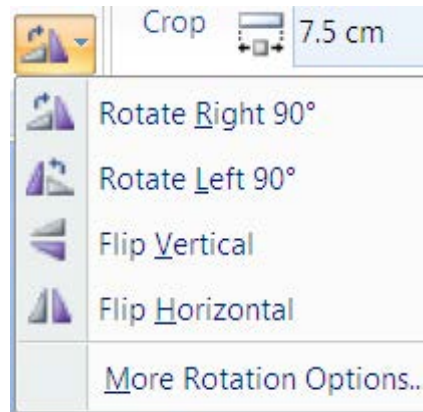 Crop 7.5 cm
Rotate Right 90°
Rotate Left 90°
Flip Vertical
Flip Horizontal
More Rotation Options..